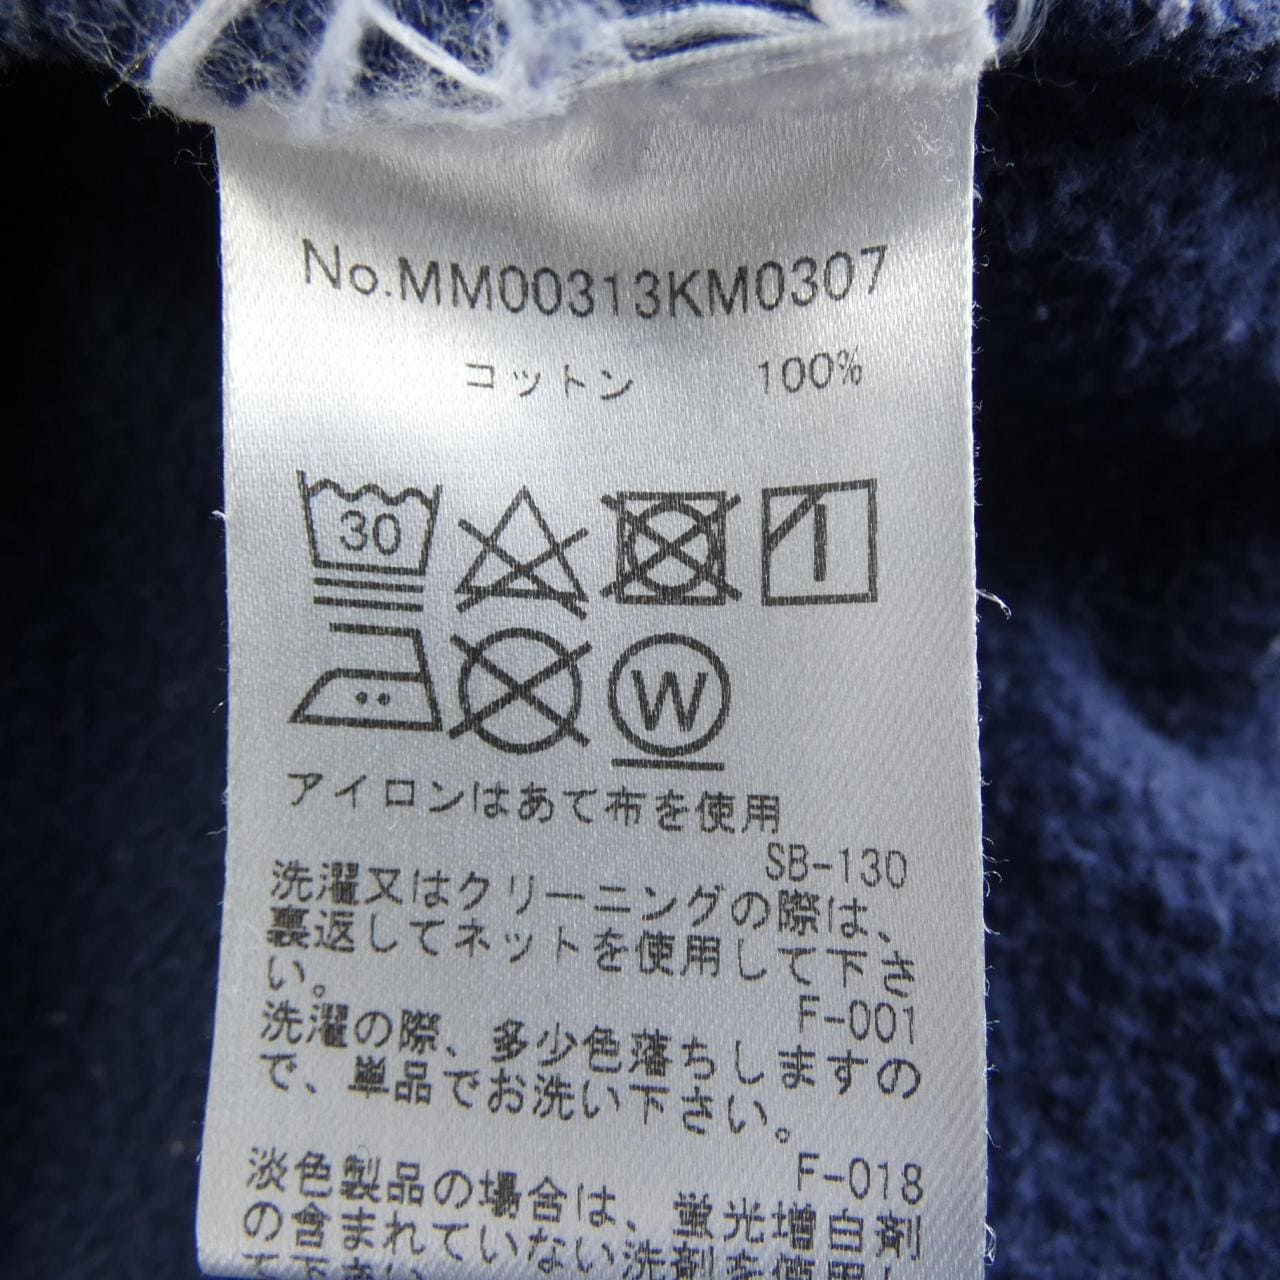 No.MM00313KM0307
コットン 100%
30
W
アイロンはあて布を使用
SB-130
洗濯又はクリーニングの際は、
裏返してネットを使用して下さ
い。
F-001
洗濯の際、多少色落ちしますの
で、単品でお洗い下さい。
F-018
淡色製品の場合は、蛍光増白剤
の含まれていない洗剤を使用し